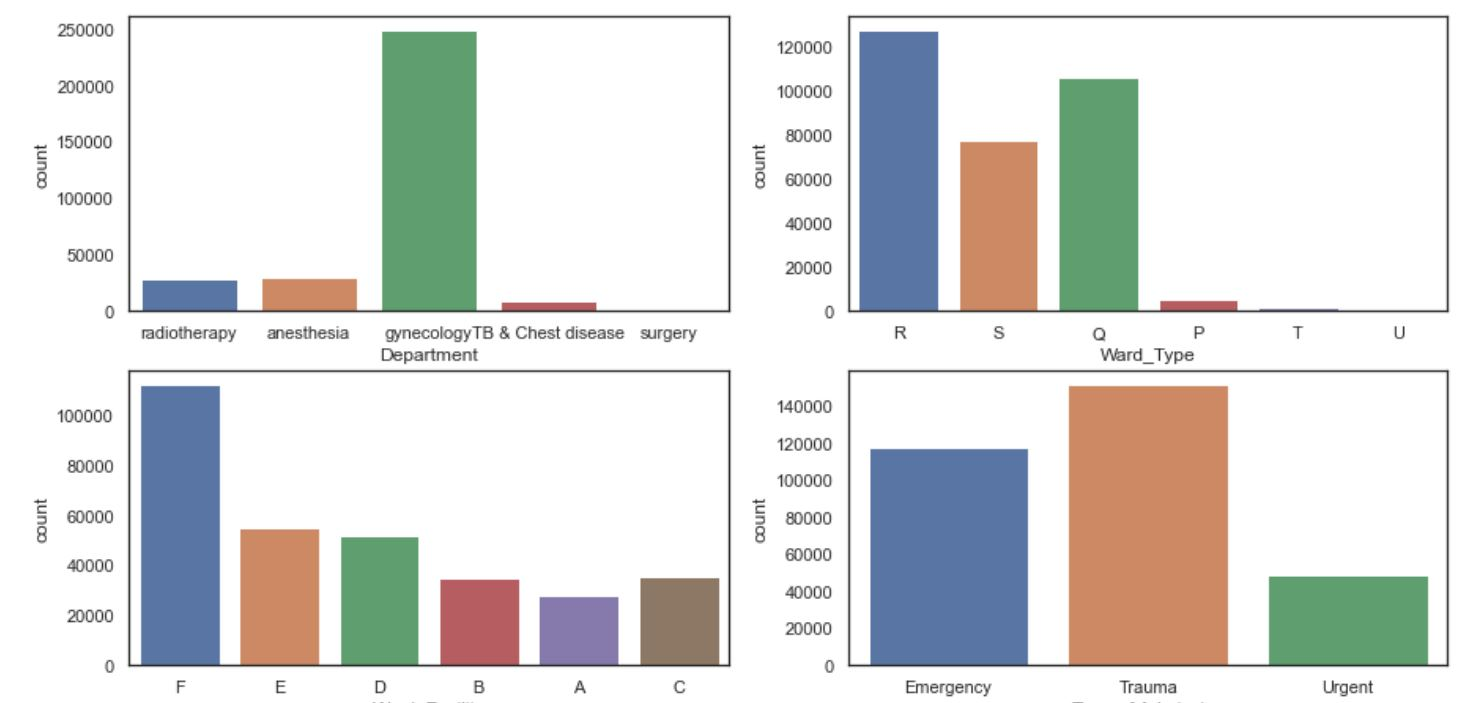 250000
200000
150000
100000
50000
0
count
radiotherapy anesthesia gynecology TB & Chest disease surgery
Department
120000
100000
80000
60000
40000
20000
0
count
R S Q P T U
Ward_Type
100000
80000
60000
40000
20000
0
count
F E D B A C
140000
120000
100000
80000
60000
40000
20000
0
count
Emergency Trauma Urgent